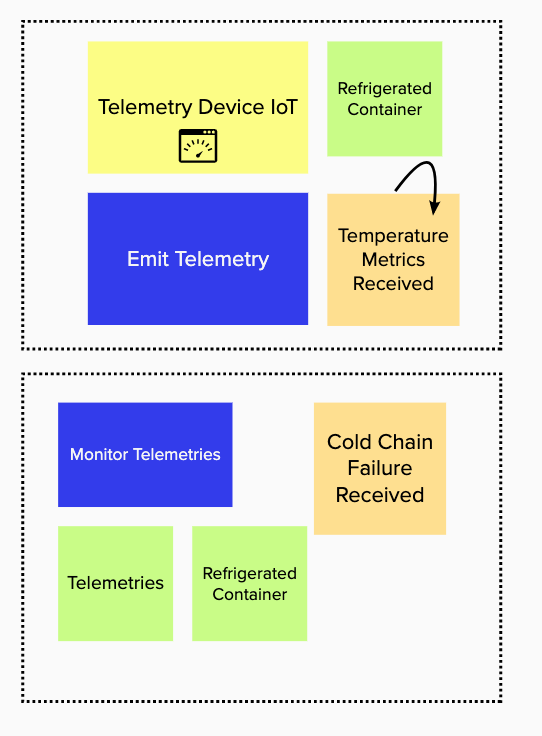 Telemetry Device IoT
Refrigerated
Container
Emit Telemetry
Temperature
Metrics
Received
Monitor Telemetries
Cold Chain
Failure
Received
Telemetries
Refrigerated
Container